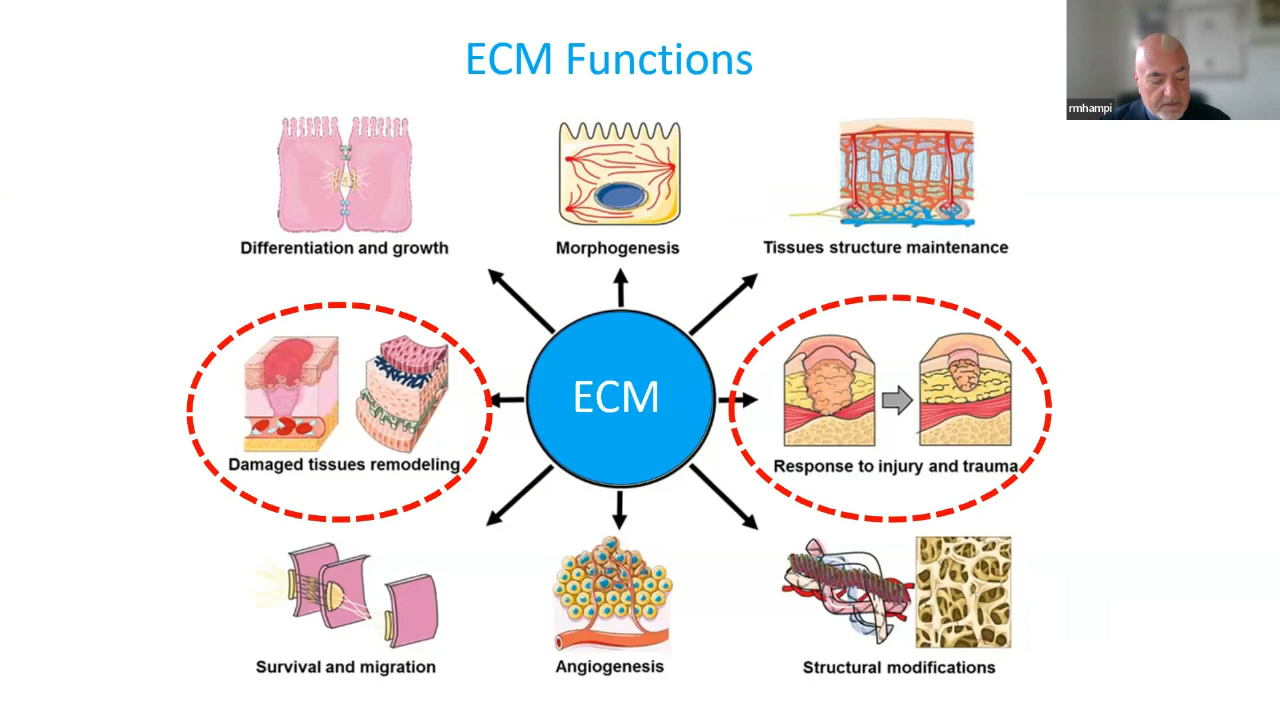 ECM Functions
rmhampi
Differentiation and growth
Morphogenesis
Tissues structure maintenance
ECM
Damaged tissues remodeling
Response to injury and trauma
Survival and migration
Angiogenesis
Structural modifications